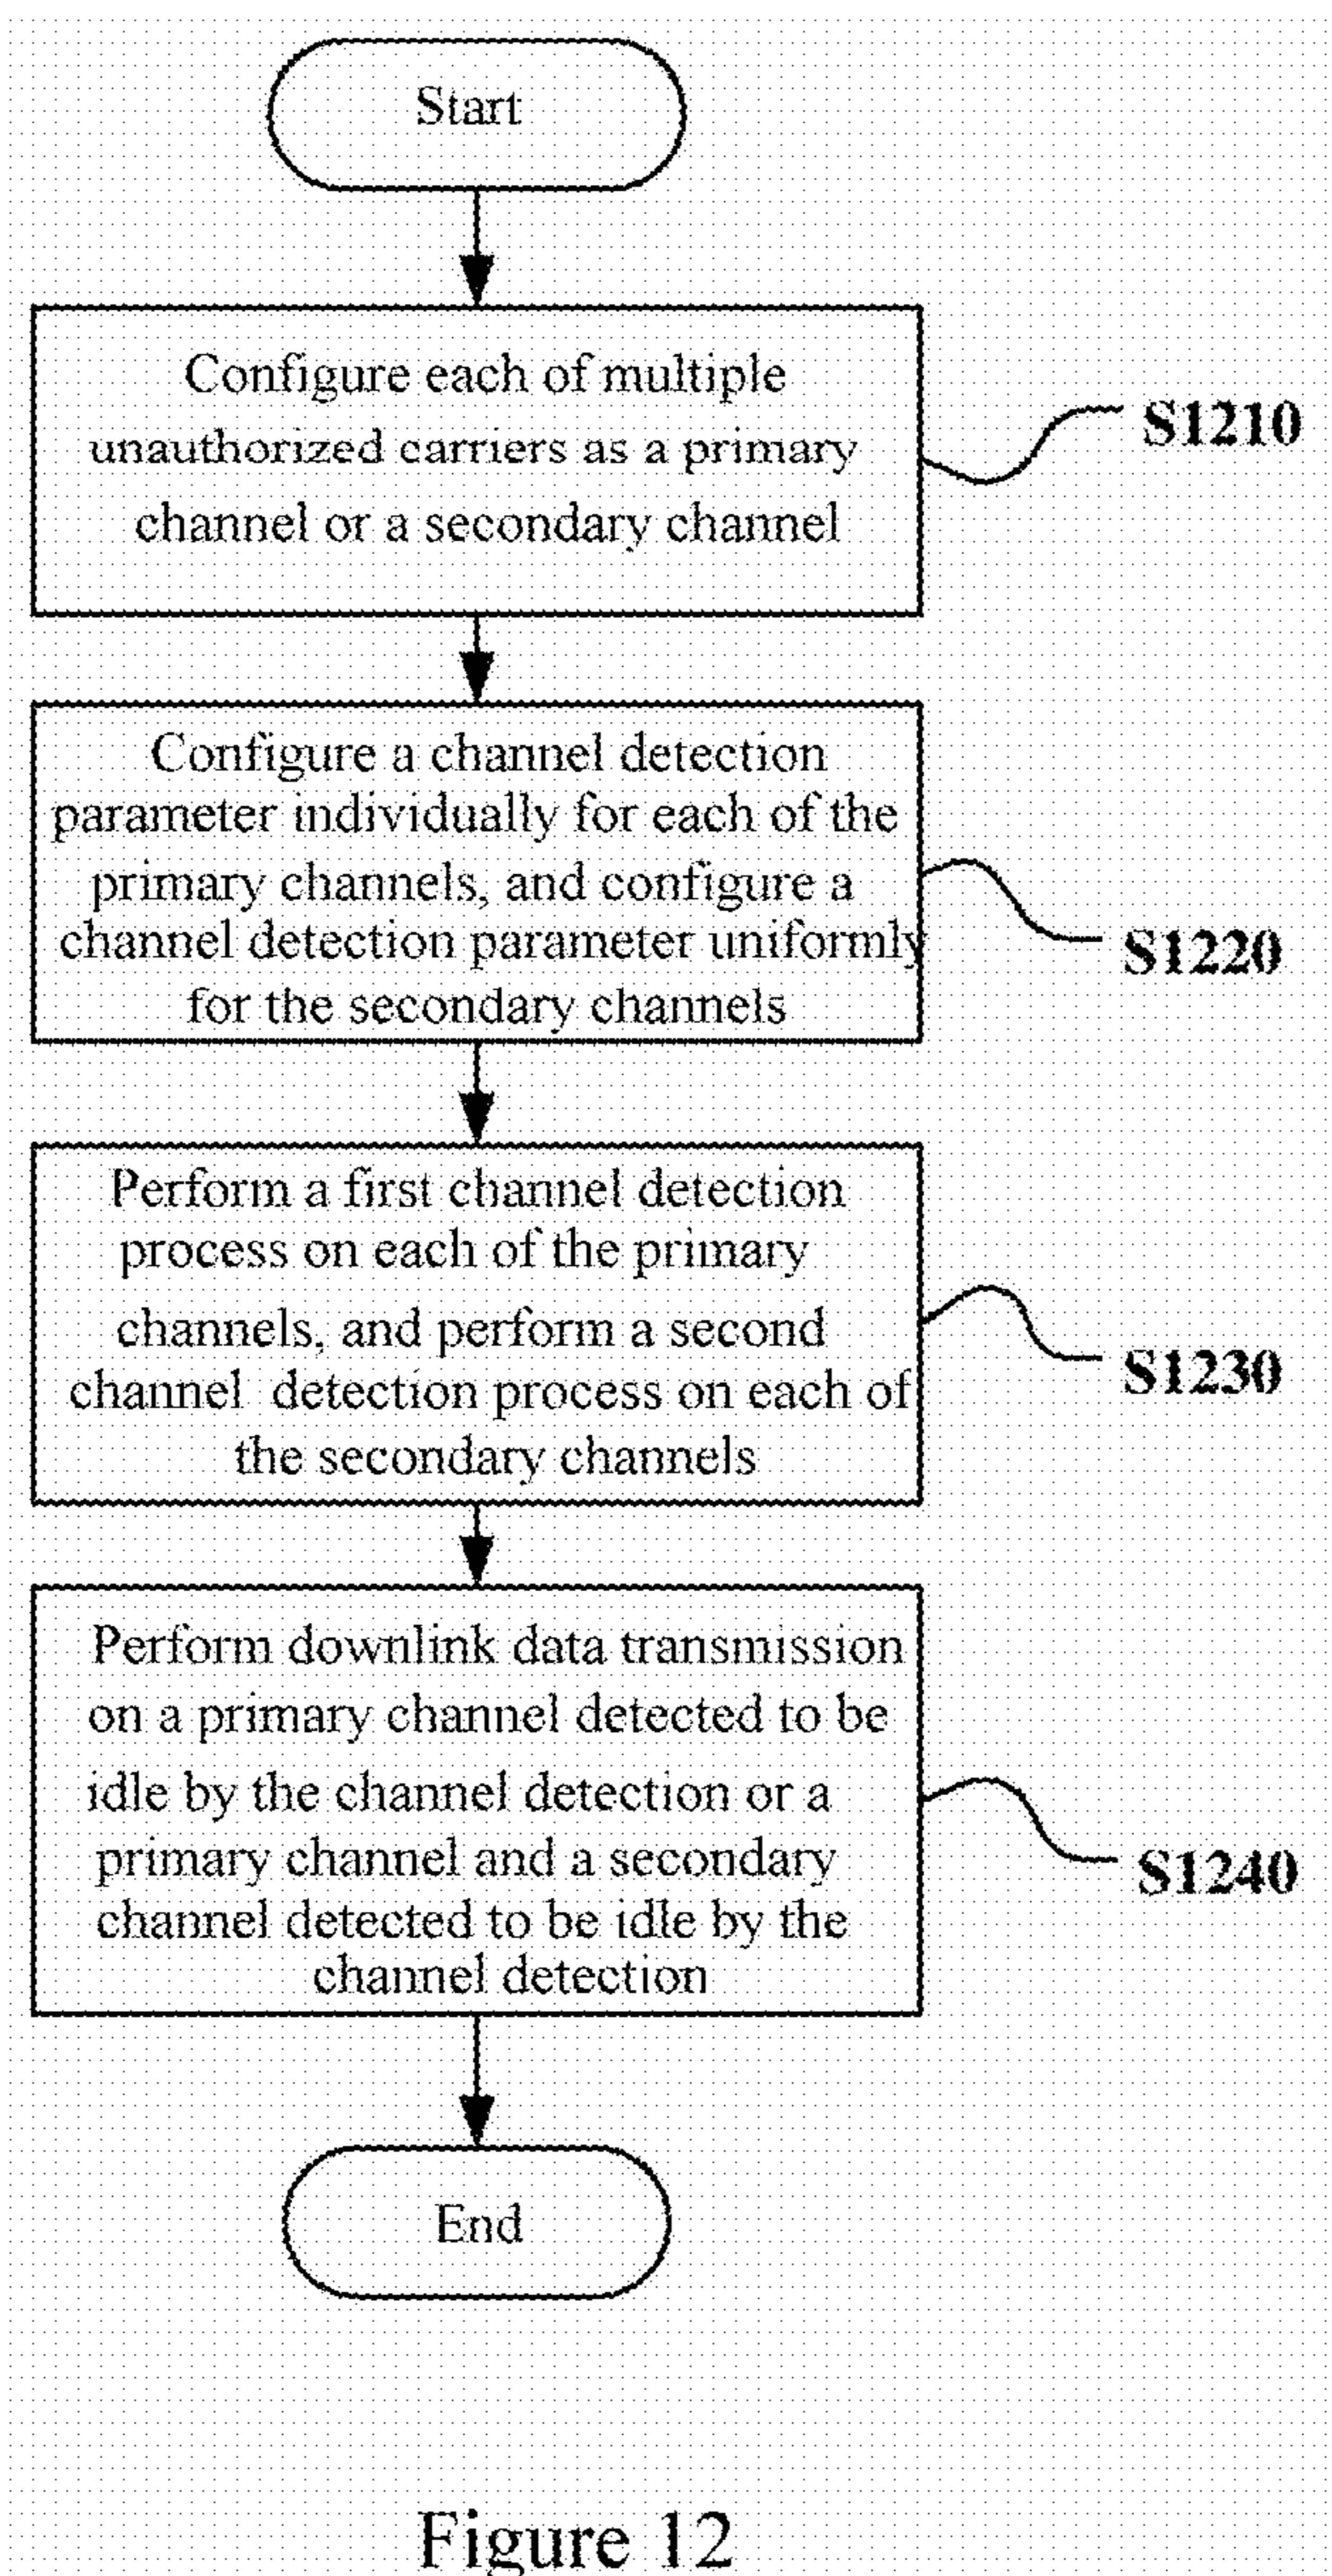 Start
Configure each of multiple
unauthorized carriers as a primary
channel or a secondary channel
S1210
Configure a channel detection
parameter individually for each of the
primary channels, and configure a
channel detection parameter uniformly
for the secondary channels
S1220
Perform a first channel detection
process on each of the primary
channels, and perform a second
channel detection process on each of
the secondary channels
S1230
Perform downlink data transmission
on a primary channel detected to be
idle by the channel detection or a
primary channel and a secondary
channel detected to be idle by the
channel detection
S1240
End
Figure 12